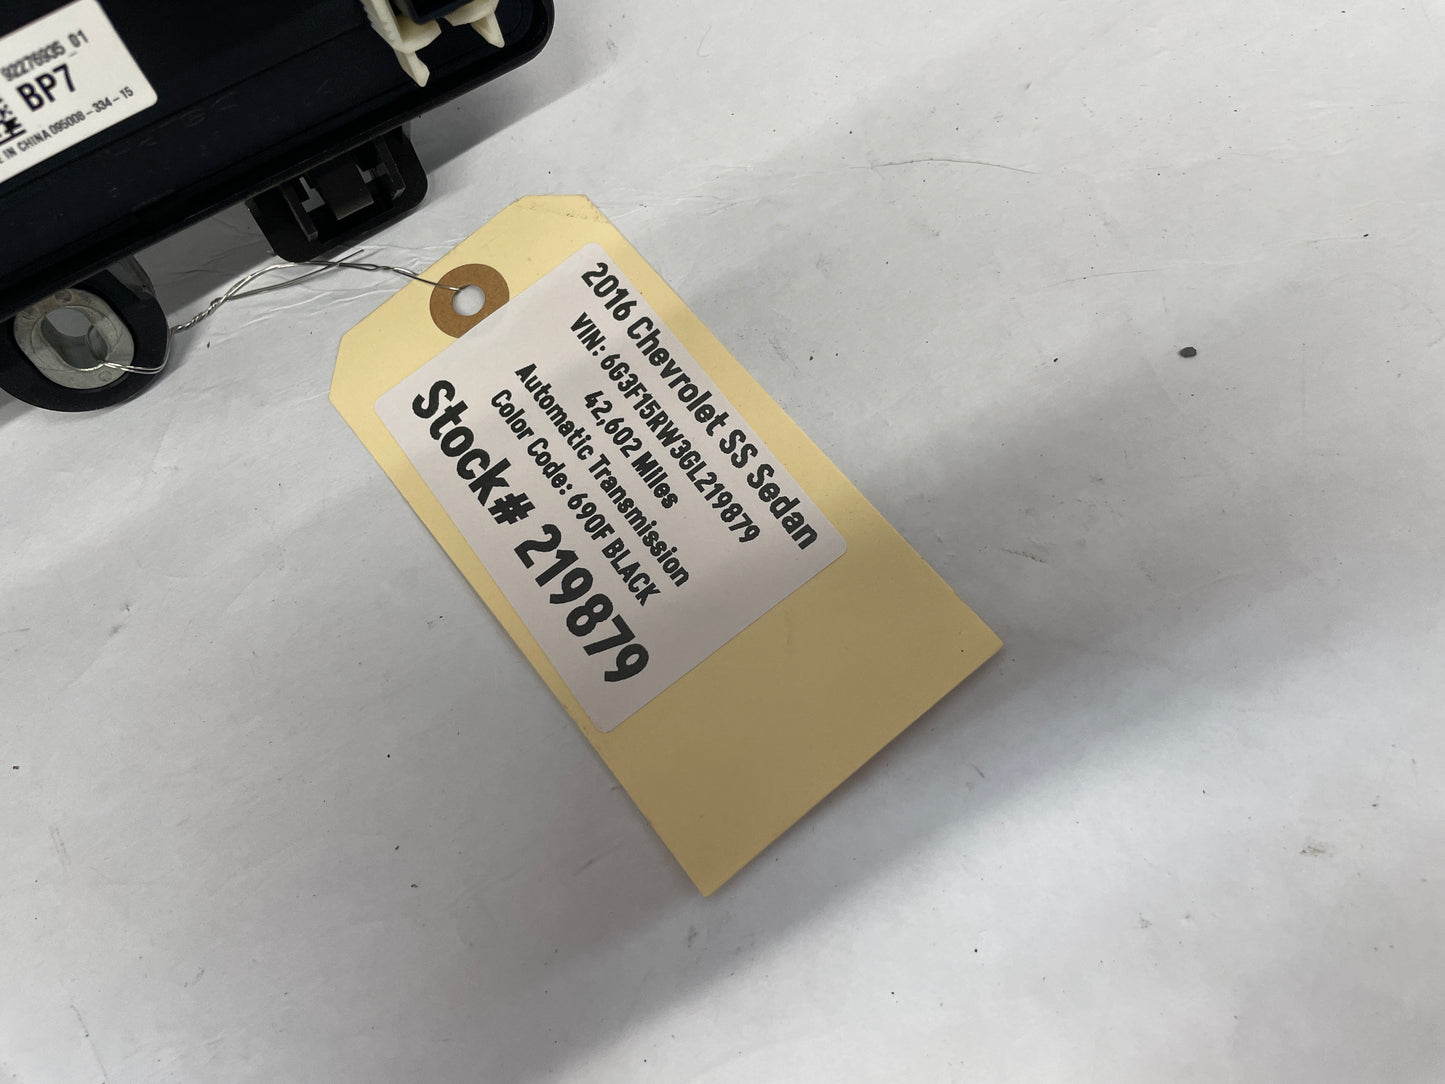 92276935_01
BP7
IN CHINA 095008-334-15
2016 Chevrolet SS Sedan
VIN: 6G3F15RW3GL219879
42,602 Miles
Automatic Transmission
Color Code: 690F BLACK
Stock# 219879